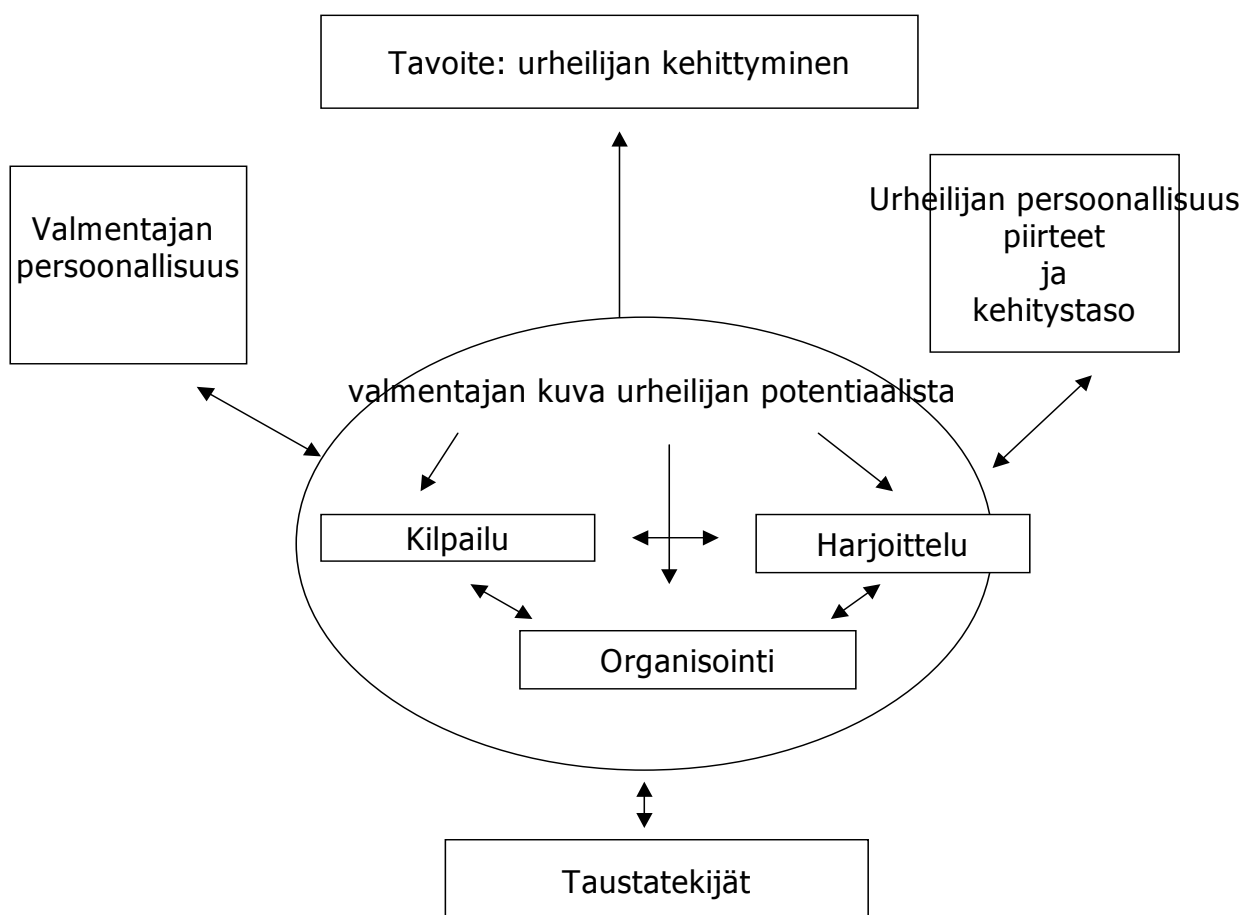 Tavoite: urheilijan kehittyminen
Valmentajan
persoonallisuus
Urheilijan persoonallisuus
piirteet
ja
kehitystaso
valmentajan kuva urheilijan potentiaalista
Kilpailu
Harjoittelu
Organisointi
Taustatekijät